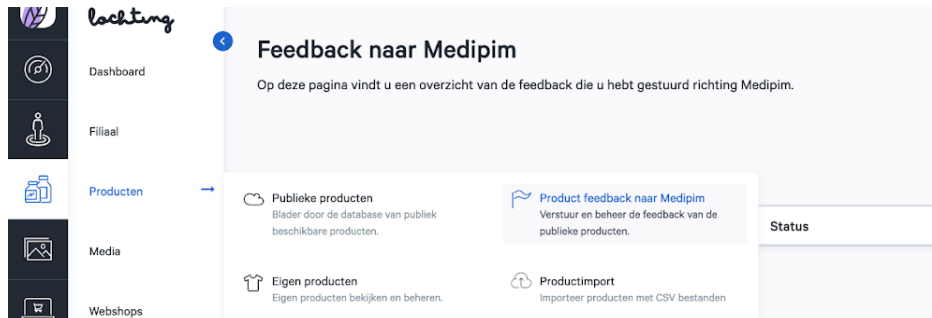 lochting
Feedback naar Medipim
Op deze pagina vindt u een overzicht van de feedback die u hebt gestuurd richting Medipim.
Dashboard
Filiaal
Producten
Media
Webshops
Publieke producten
Blader door de database van publiek
beschikbare producten.
Product feedback naar Medipim
Verstuur en beheer de feedback van de
publieke producten.
Eigen producten
Eigen producten bekijken en beheren.
Productimport
Importeer producten met CSV bestanden
Status